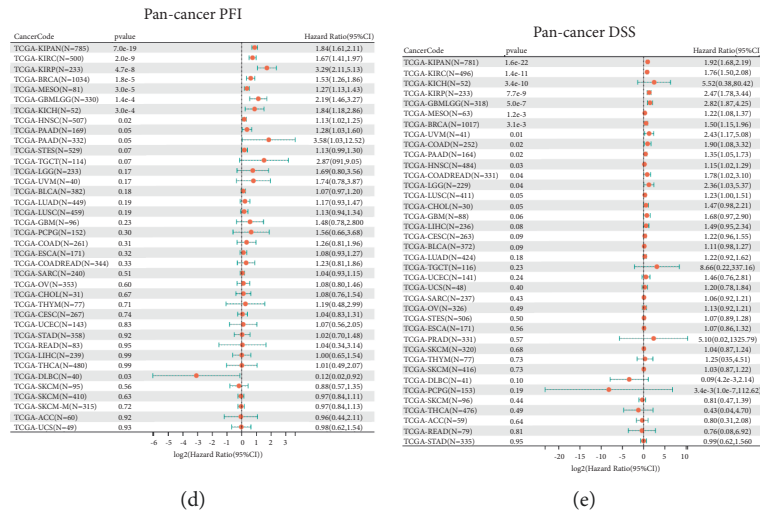 Pan-cancer PFI
CancerCode pvalue Hazard Ratio(95%CI)
TCGA-KIPAN(N=785) 7.0e-19 1.84(1.61,2.11)
TCGA-KIRC(N=500) 2.0e-9 1.67(1.41,1.97)
TCGA-KIRP(N=233) 4.7e-8 3.29(2.11,5.13)
TCGA-BRCA(N=1034) 1.8e-5 1.53(1.26,1.86)
TCGA-MESO(N=81) 3.0e-5 1.27(1.13,1.43)
TCGA-GBMLGG(N=330) 1.4e-4 2.19(1.46,3.27)
TCGA-KICH(N=52) 3.0e-4 1.84(1.18,2.86)
TCGA-HNSC(N=507) 0.02 1.13(1.02,1.25)
TCGA-PAAD(N=169) 0.05 1.28(1.03,1.60)
TCGA-PAAD(N=332) 0.05 3.58(1.03,12.52)
TCGA-STES(N=529) 0.07 1.13(0.99,1.30)
TCGA-TGCT(N=114) 0.07 2.87(091,9.05)
TCGA-LGG(N=233) 0.17 1.69(0.80,3.56)
TCGA-UVM(N=40) 0.17 1.74(0.78,3.87)
TCGA-BLCA(N=382) 0.18 1.07(0.97,1.20)
TCGA-LUAD(N=449) 0.19 1.17(0.93,1.47)
TCGA-LUSC(N=459) 0.19 1.13(0.94,1.34)
TCGA-GBM(N=96) 0.23 1.48(0.78,2.800
TCGA-PCPG(N=152) 0.30 1.56(0.66,3.68)
TCGA-COAD(N=261) 0.31 1.26(0.81,1.96)
TCGA-ESCA(N=171) 0.32 1.08(0.93,1.27)
TCGA-COADREAD(N=344) 0.33 1.23(0.81,1.86)
TCGA-SARC(N=240) 0.51 1.04(0.93,1.15)
TCGA-OV(N=353) 0.60 1.08(0.80,1.46)
TCGA-CHOL(N=31) 0.67 1.08(0.76,1.54)
TCGA-THYM(N=77) 0.71 1.19(0.48,2.99)
TCGA-CESC(N=267) 0.74 1.04(0.83,1.31)
TCGA-UCEC(N=143) 0.83 1.07(0.56,2.05)
TCGA-STAD(N=358) 0.92 1.02(0.70,1.48)
TCGA-READ(N=83) 0.95 1.04(0.34,3.14)
TCGA-LIHC(N=239) 0.99 1.00(0.65,1.54)
TCGA-THCA(N=480) 0.99 1.01(0.49,2.07)
TCGA-DLBC(N=40) 0.03 0.12(0.02,0.92)
TCGA-SKCM(N=95) 0.56 0.88(0.57,1.35)
TCGA-SKCM(N=410) 0.63 0.97(0.84,1.11)
TCGA-SKCM-M(N=315) 0.72 0.97(0.84,1.13)
TCGA-ACC(N=60) 0.92 0.96(0.44,2.11)
TCGA-UCS(N=49) 0.93 0.98(0.62,1.54)
-6 -5 -4 -3 -2 -1 0 1 2 3
log2(Hazard Ratio(95%CI))
(d)
Pan-cancer DSS
CancerCode pvalue Hazard Ratio(95%CI)
TCGA-KIPAN(N=781) 1.6e-22 1.92(1.68,2.19)
TCGA-KIRC(N=496) 1.4e-11 1.76(1.50,2.08)
TCGA-KICH(N=52) 3.4e-10 5.52(0.38,80.42)
TCGA-KIRP(N=233) 7.7e-9 2.47(1.78,3.44)
TCGA-GBMLGG(N=318) 5.0e-7 2.82(1.87,4.25)
TCGA-MESO(N=63) 1.2e-3 1.22(1.08,1.37)
TCGA-BRCA(N=1017) 3.1e-3 1.50(1.15,1.96)
TCGA-UVM(N=41) 0.01 2.43(1.17,5.08)
TCGA-COAD(N=252) 0.02 1.90(1.08,3.32)
TCGA-PAAD(N=164) 0.02 1.35(1.05,1.73)
TCGA-HNSC(N=484) 0.03 1.15(1.02,1.29)
TCGA-COADREAD(N=331) 0.04 1.78(1.02,3.10)
TCGA-LGG(N=229) 0.04 2.36(1.03,5.37)
TCGA-LUSC(N=411) 0.05 1.23(1.00,1.51)
TCGA-CHOL(N=30) 0.05 1.47(0.98,2.21)
TCGA-GBM(N=88) 0.06 1.68(0.97,2.90)
TCGA-LIHC(N=236) 0.08 1.49(0.95,2.34)
TCGA-CESC(N=263) 0.09 1.22(0.96,1.55)
TCGA-BLCA(N=372) 0.09 1.11(0.98,1.27)
TCGA-LUAD(N=424) 0.18 1.22(0.92,1.62)
TCGA-TGCT(N=116) 0.23 8.66(0.22,337.16)
TCGA-UCEC(N=141) 0.24 1.46(0.76,2.81)
TCGA-UCS(N=48) 0.40 1.20(0.78,1.84)
TCGA-SARC(N=237) 0.43 1.06(0.92,1.21)
TCGA-OV(N=326) 0.49 1.13(0.92,1.21)
TCGA-STES(N=506) 0.50 1.07(0.89,1.28)
TCGA-ESCA(N=171) 0.56 1.07(0.86,1.32)
TCGA-PRAD(N=331) 0.57 5.10(0.02,1325.79)
TCGA-SKCM(N=320) 0.68 1.04(0.87,1.24)
TCGA-THYM(N=77) 0.73 1.25(035,4.51)
TCGA-SKCM(N=416) 0.73 1.03(0.87,1.22)
TCGA-DLBC(N=41) 0.10 0.09(4.2e-3,2.14)
TCGA-PCPG(N=153) 0.19 3.4e-3(1.0e-7,112.62)
TCGA-SKCM(N=96) 0.44 0.81(0.47,1.39)
TCGA-THCA(N=476) 0.49 0.43(0.04,4.70)
TCGA-ACC(N=59) 0.64 0.80(0.31,2.08)
TCGA-READ(N=79) 0.81 0.76(0.08,6.92)
TCGA-STAD(N=335) 0.95 0.99(0.62,1.560
-20 -15 -10 -5 0 5 10
log2(Hazard Ratio(95%CI))
(e)